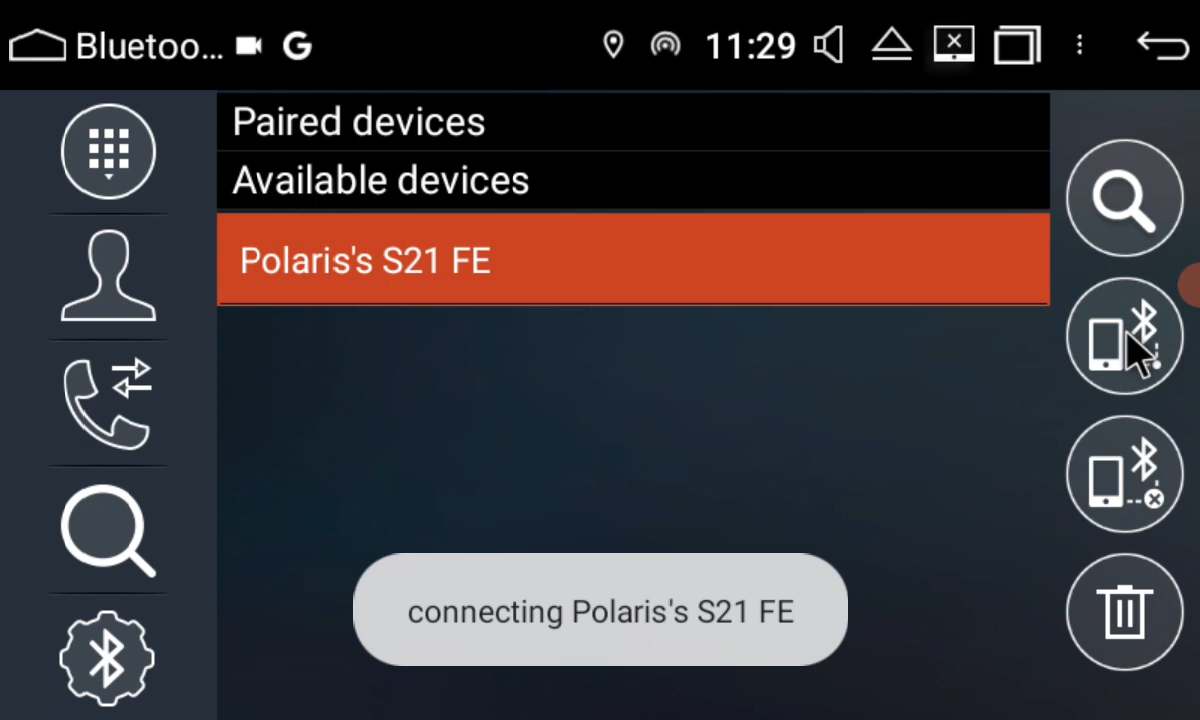 Bluetoo... G 11:29
Paired devices
Available devices
Polaris's S21 FE
connecting Polaris's S21 FE